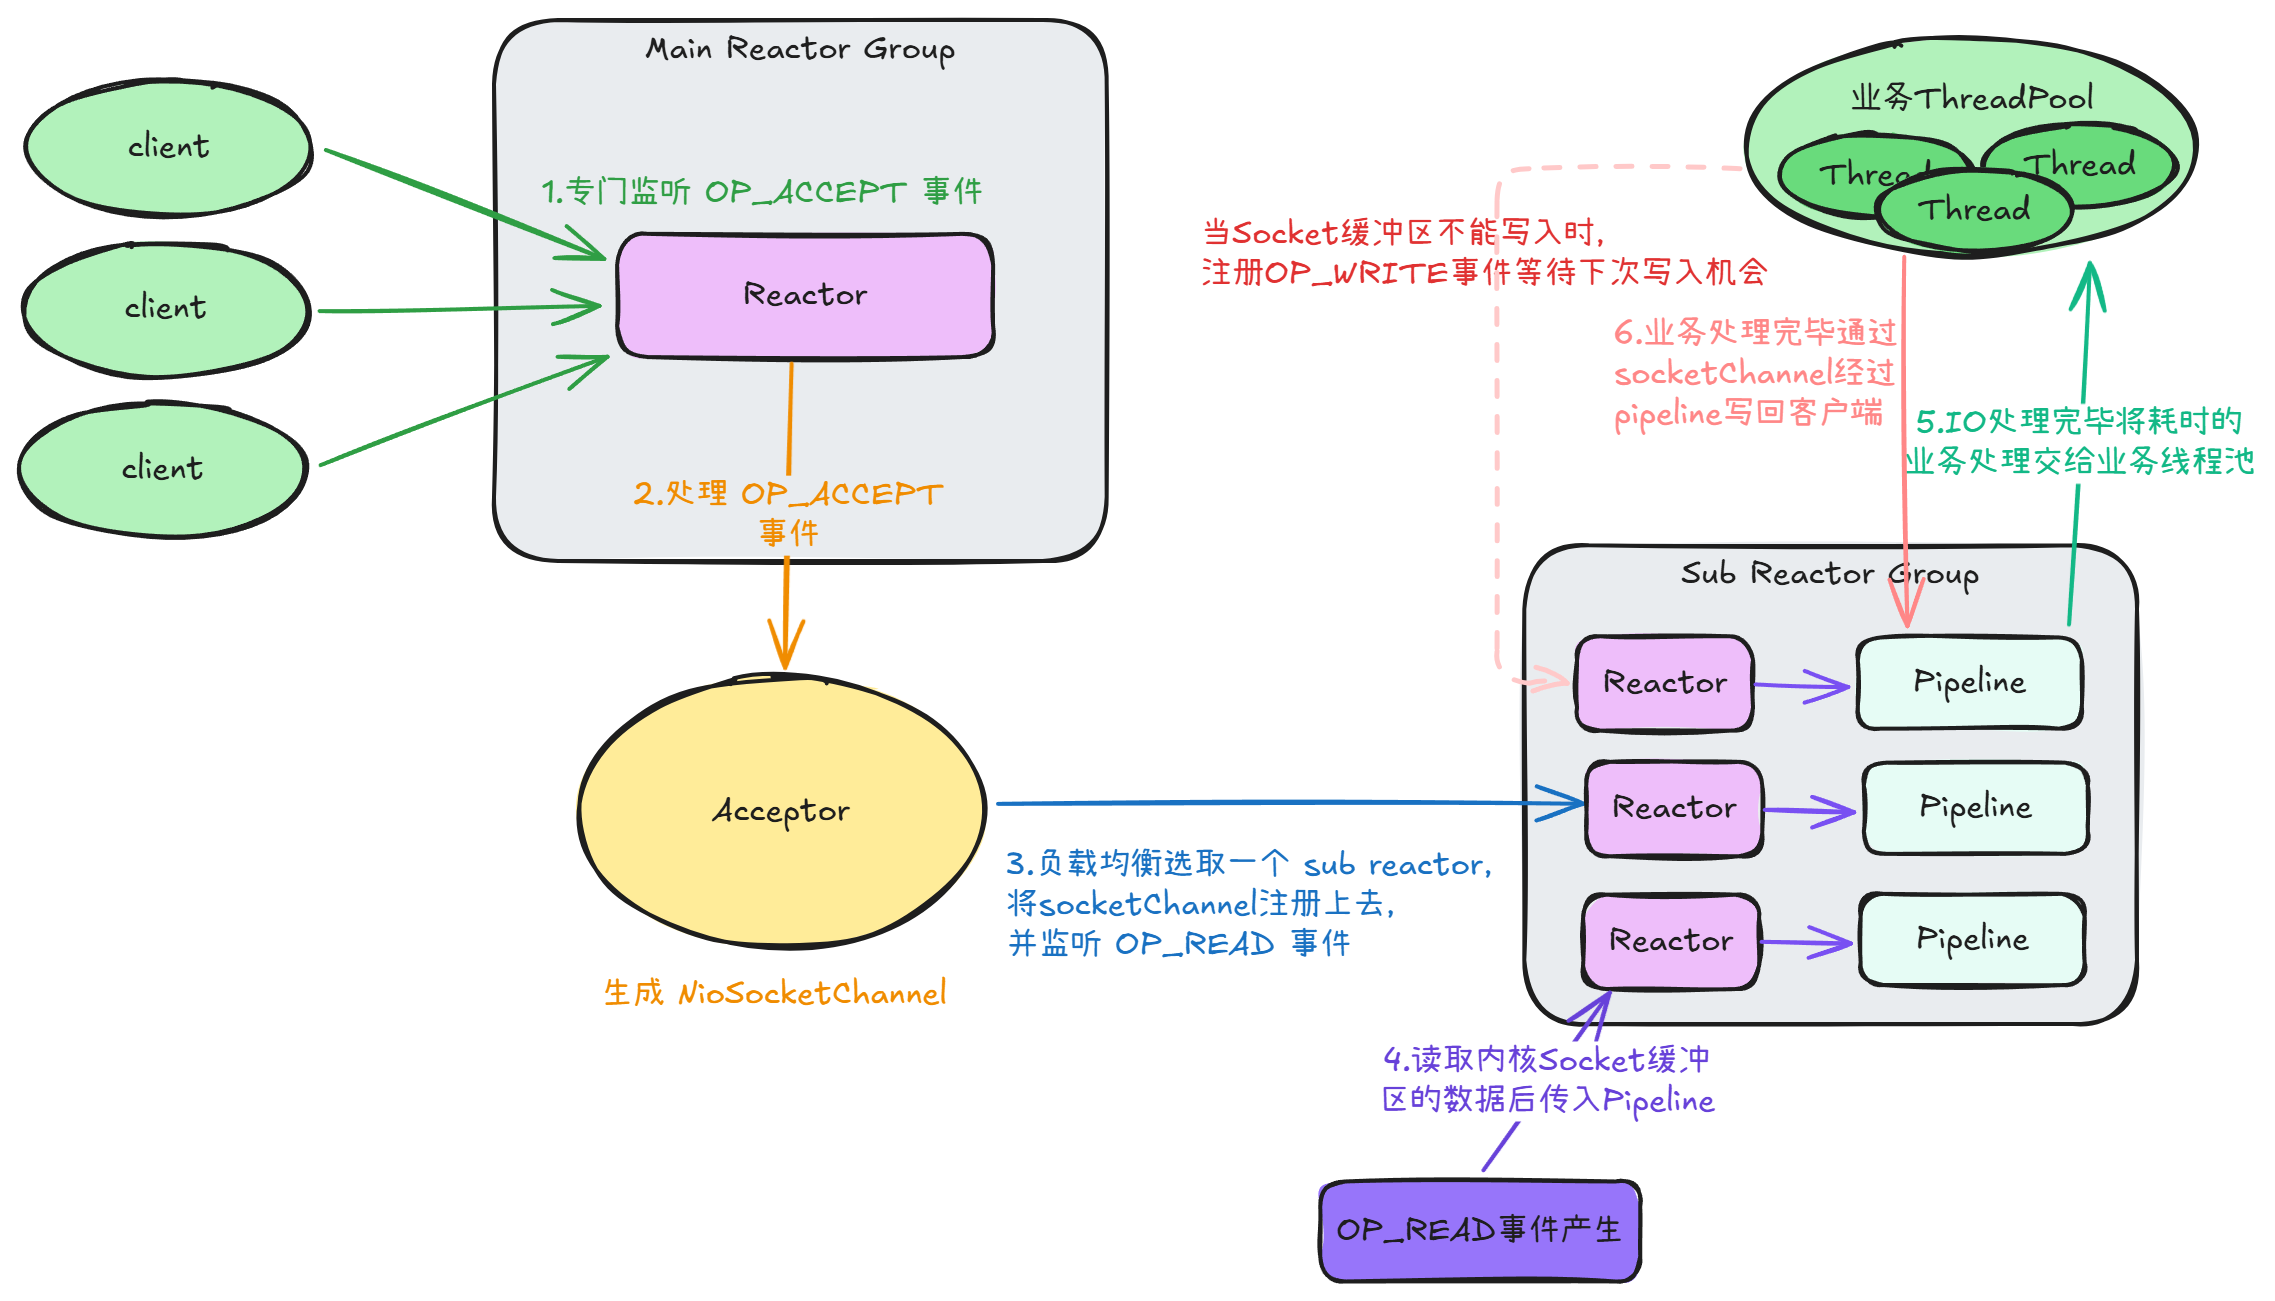 Main Reactor Group
client
client
client
1.专门监听 OP_ACCEPT 事件
Reactor
2.处理 OP_ACCEPT
事件
Acceptor
生成 NioSocketChannel
3.负载均衡选取一个 sub reactor,
将socketChannel注册上去,
并监听 OP_READ 事件
业务ThreadPool
Thread
Thread
Thread
当Socket缓冲区不能写入时,
注册OP_WRITE事件等待下次写入机会
6.业务处理完毕通过
socketChannel经过
pipeline写回客户端
5.IO处理完毕将耗时的
业务处理交给业务线程池
Sub Reactor Group
Reactor
Pipeline
Reactor
Pipeline
Reactor
Pipeline
4.读取内核Socket缓冲
区的数据后传入Pipeline
OP_READ事件产生